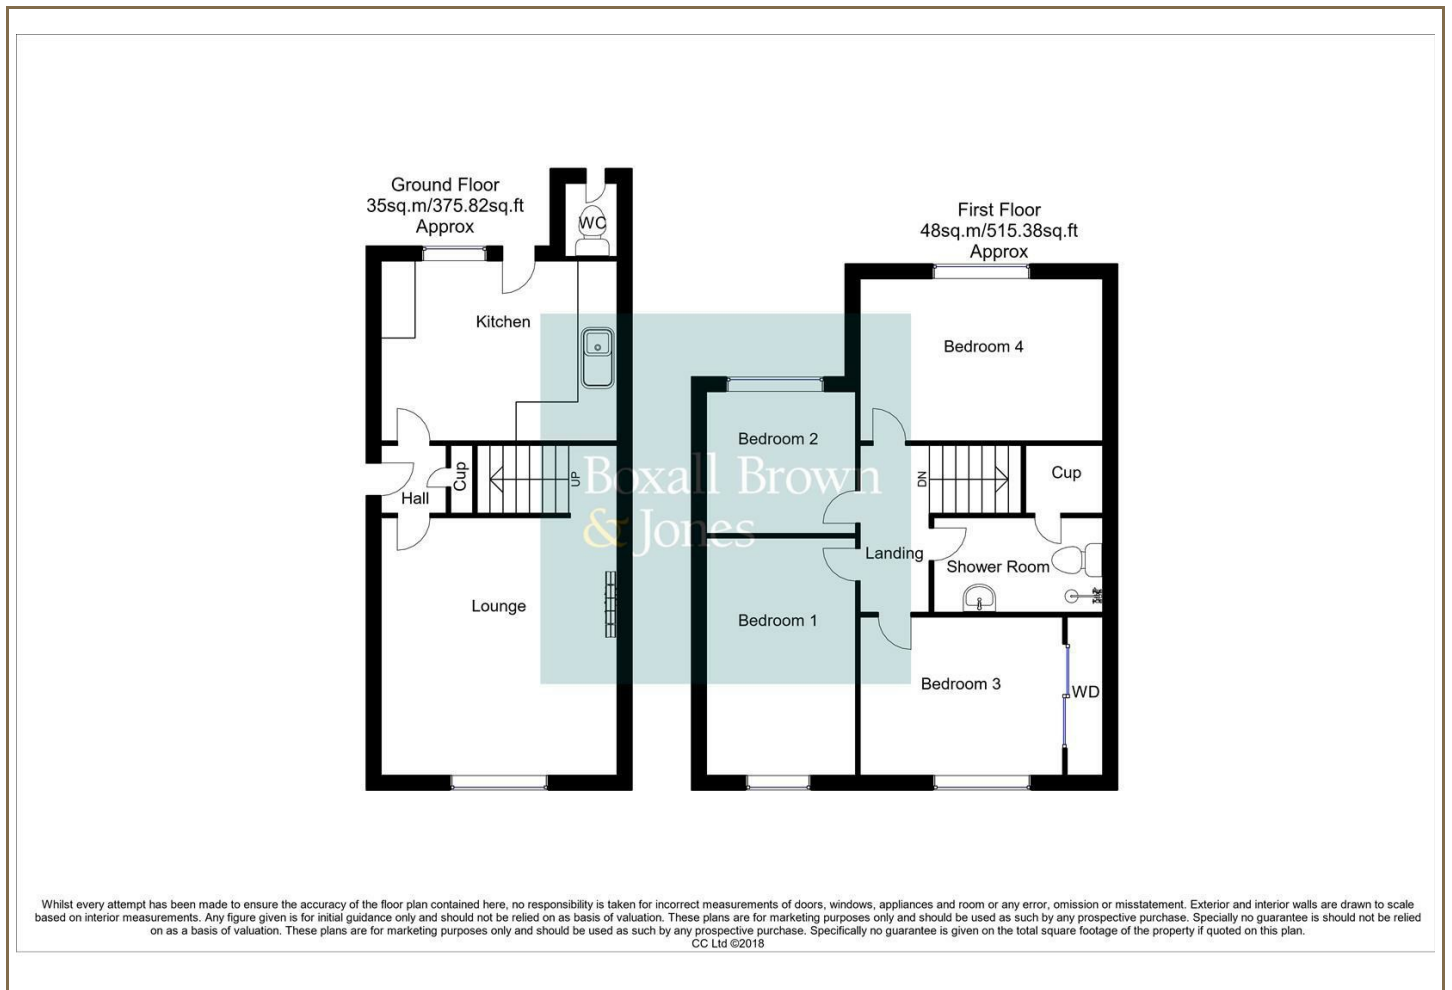 Ground Floor
35sq.m/375.82sq.ft
Approx
WC
Kitchen
Cup
UP
Hall
Lounge
First Floor
48sq.m/515.38sq.ft
Approx
Bedroom 4
Bedroom 2
DN
Cup
Landing
Shower Room
Bedroom 1
Bedroom 3
WD
Boxall Brown
& Jones
Whilst every attempt has been made to ensure the accuracy of the floor plan contained here, no responsibility is taken for incorrect measurements of doors, windows, appliances and room or any error, omission or misstatement. Exterior and interior walls are drawn to scale
based on interior measurements. Any figure given is for initial guidance only and should not be relied on as basis of valuation. These plans are for marketing purposes only and should be used as such by any prospective purchase. Specially no guarantee is should not be relied
on as a basis of valuation. These plans are for marketing purposes only and should be used as such by any prospective purchase. Specifically no guarantee is given on the total square footage of the property if quoted on this plan.
CC Ltd ©2018